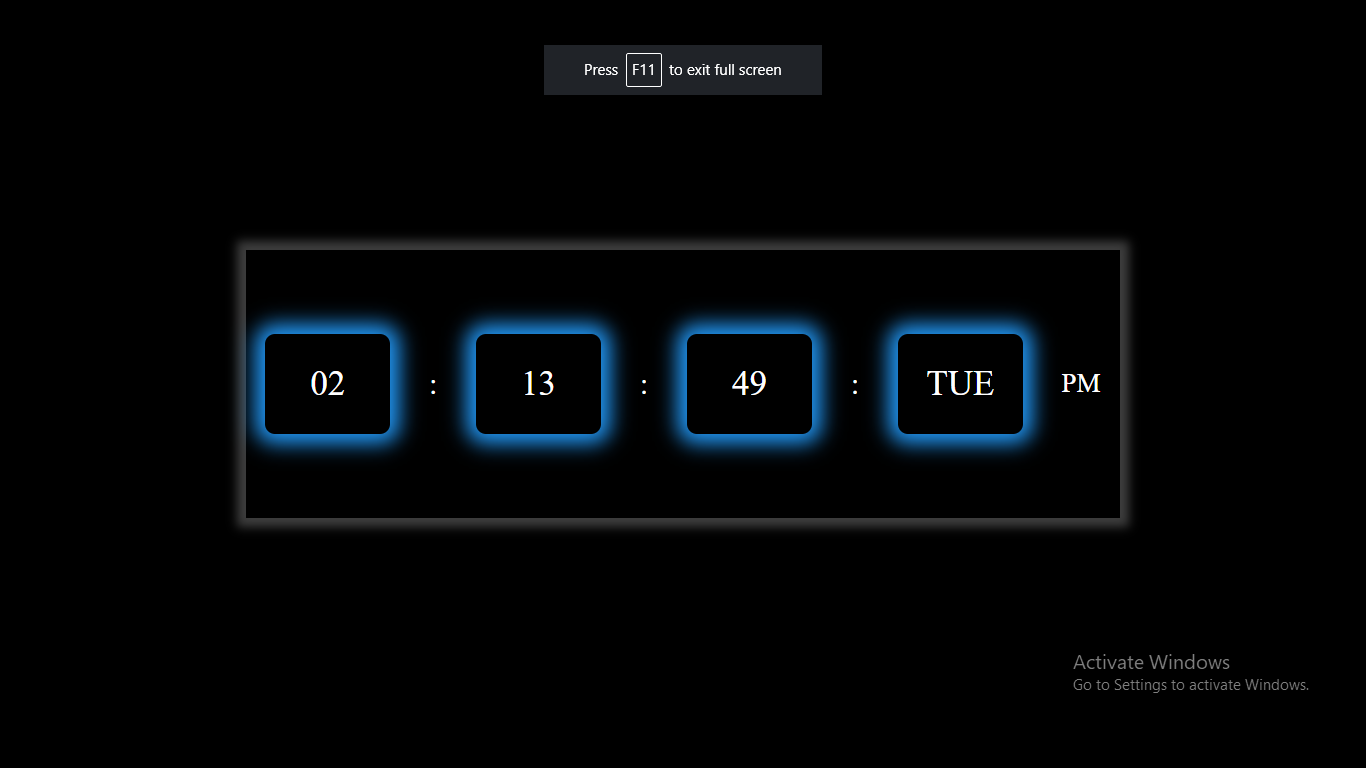 Press F11 to exit full screen
02 : 13 : 49 : TUE PM
Activate Windows
Go to Settings to activate Windows.